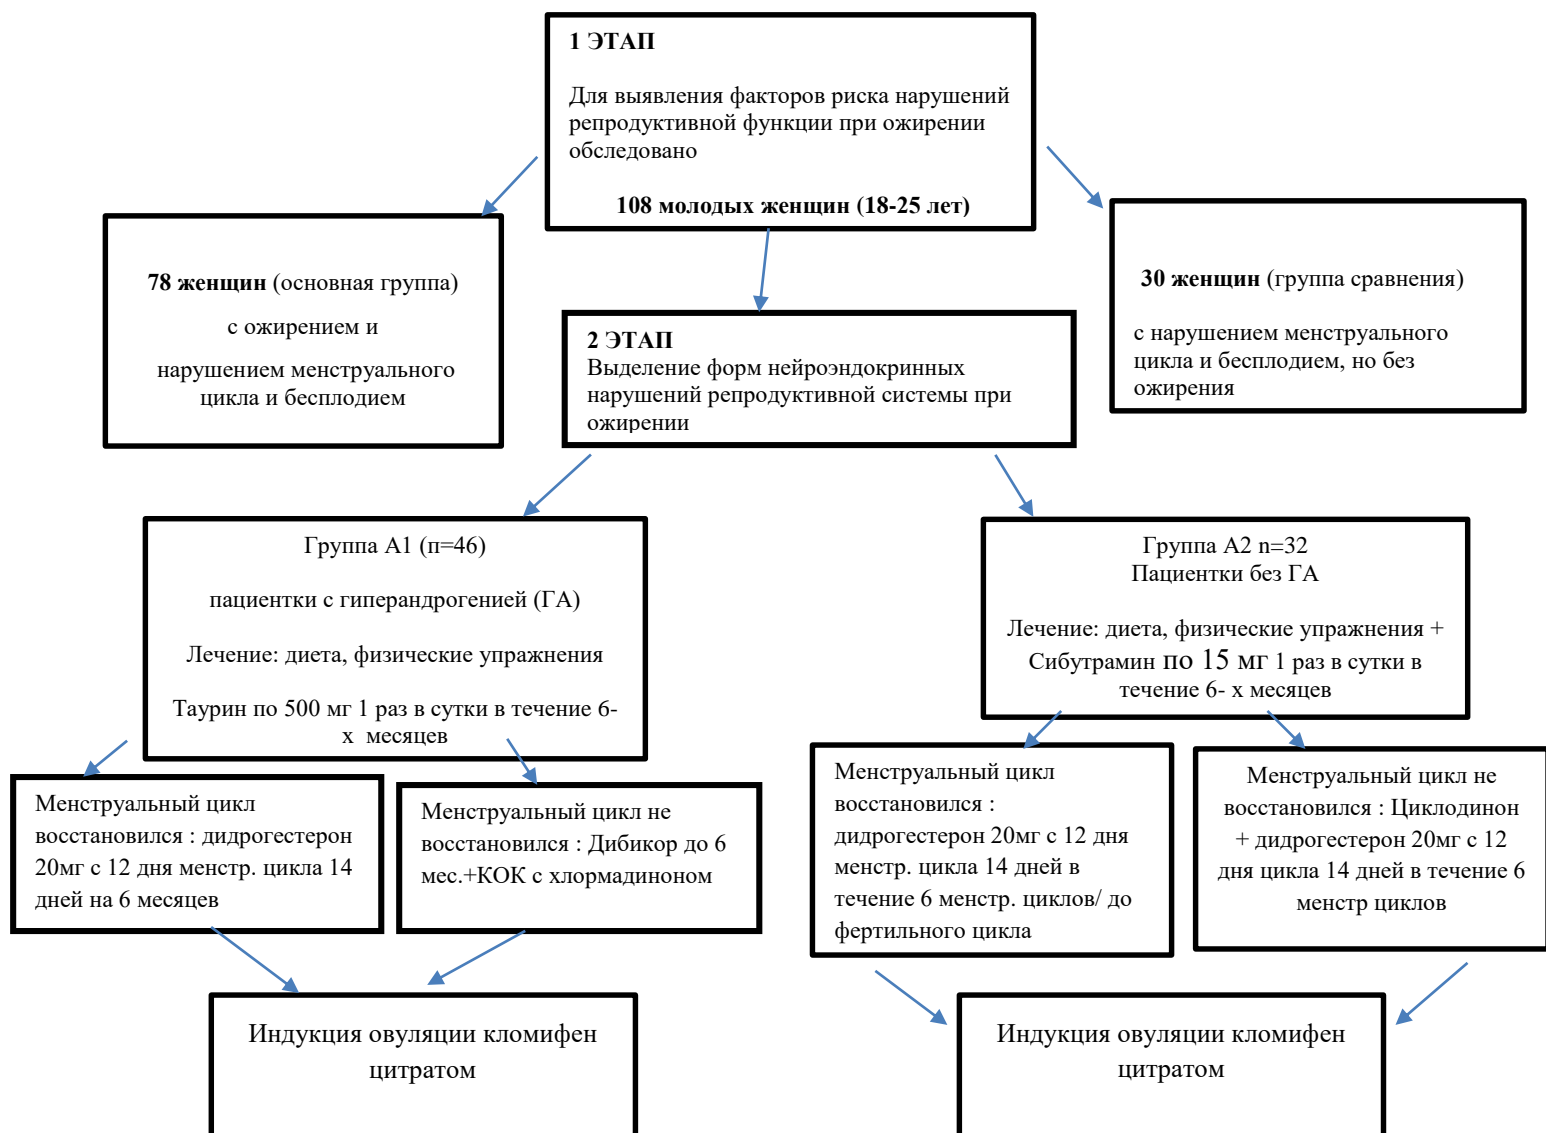 1 ЭТАП
Для выявления факторов риска нарушений
репродуктивной функции при ожирении
обследовано
108 молодых женщин (18-25 лет)
78 женщин (основная группа)
с ожирением и
нарушением менструального
цикла и бесплодием
30 женщин (группа сравнения)
с нарушением менструального
цикла и бесплодием, но без
ожирения
2 ЭТАП
Выделение форм нейроэндокринных
нарушений репродуктивной системы при
ожирении
Группа А1 (п=46)
пациентки с гиперандрогенией (ГА)
Лечение: диета, физические упражнения
Таурин по 500 мг 1 раз в сутки в течение 6-
х месяцев
Группа А2 n=32
Пациентки без ГА
Лечение: диета, физические упражнения +
Сибутрамин по 15 мг 1 раз в сутки в
течение 6- х месяцев
Менструальный цикл
восстановился : дидрогестерон
20мг с 12 дня менстр. цикла 14
дней на 6 месяцев
Менструальный цикл не
восстановился : Дибикор до 6
мес.+КОК с хлормадиноном
Менструальный цикл
восстановился :
дидрогестерон 20мг с 12 дня
менстр. цикла 14 дней в
течение 6 менстр. циклов/ до
фертильного цикла
Менструальный цикл не
восстановился : Циклодинон
+ дидрогестерон 20мг с 12
дня цикла 14 дней в течение 6
менстр циклов
Индукция овуляции кломифен
цитратом
Индукция овуляции кломифен
цитратом